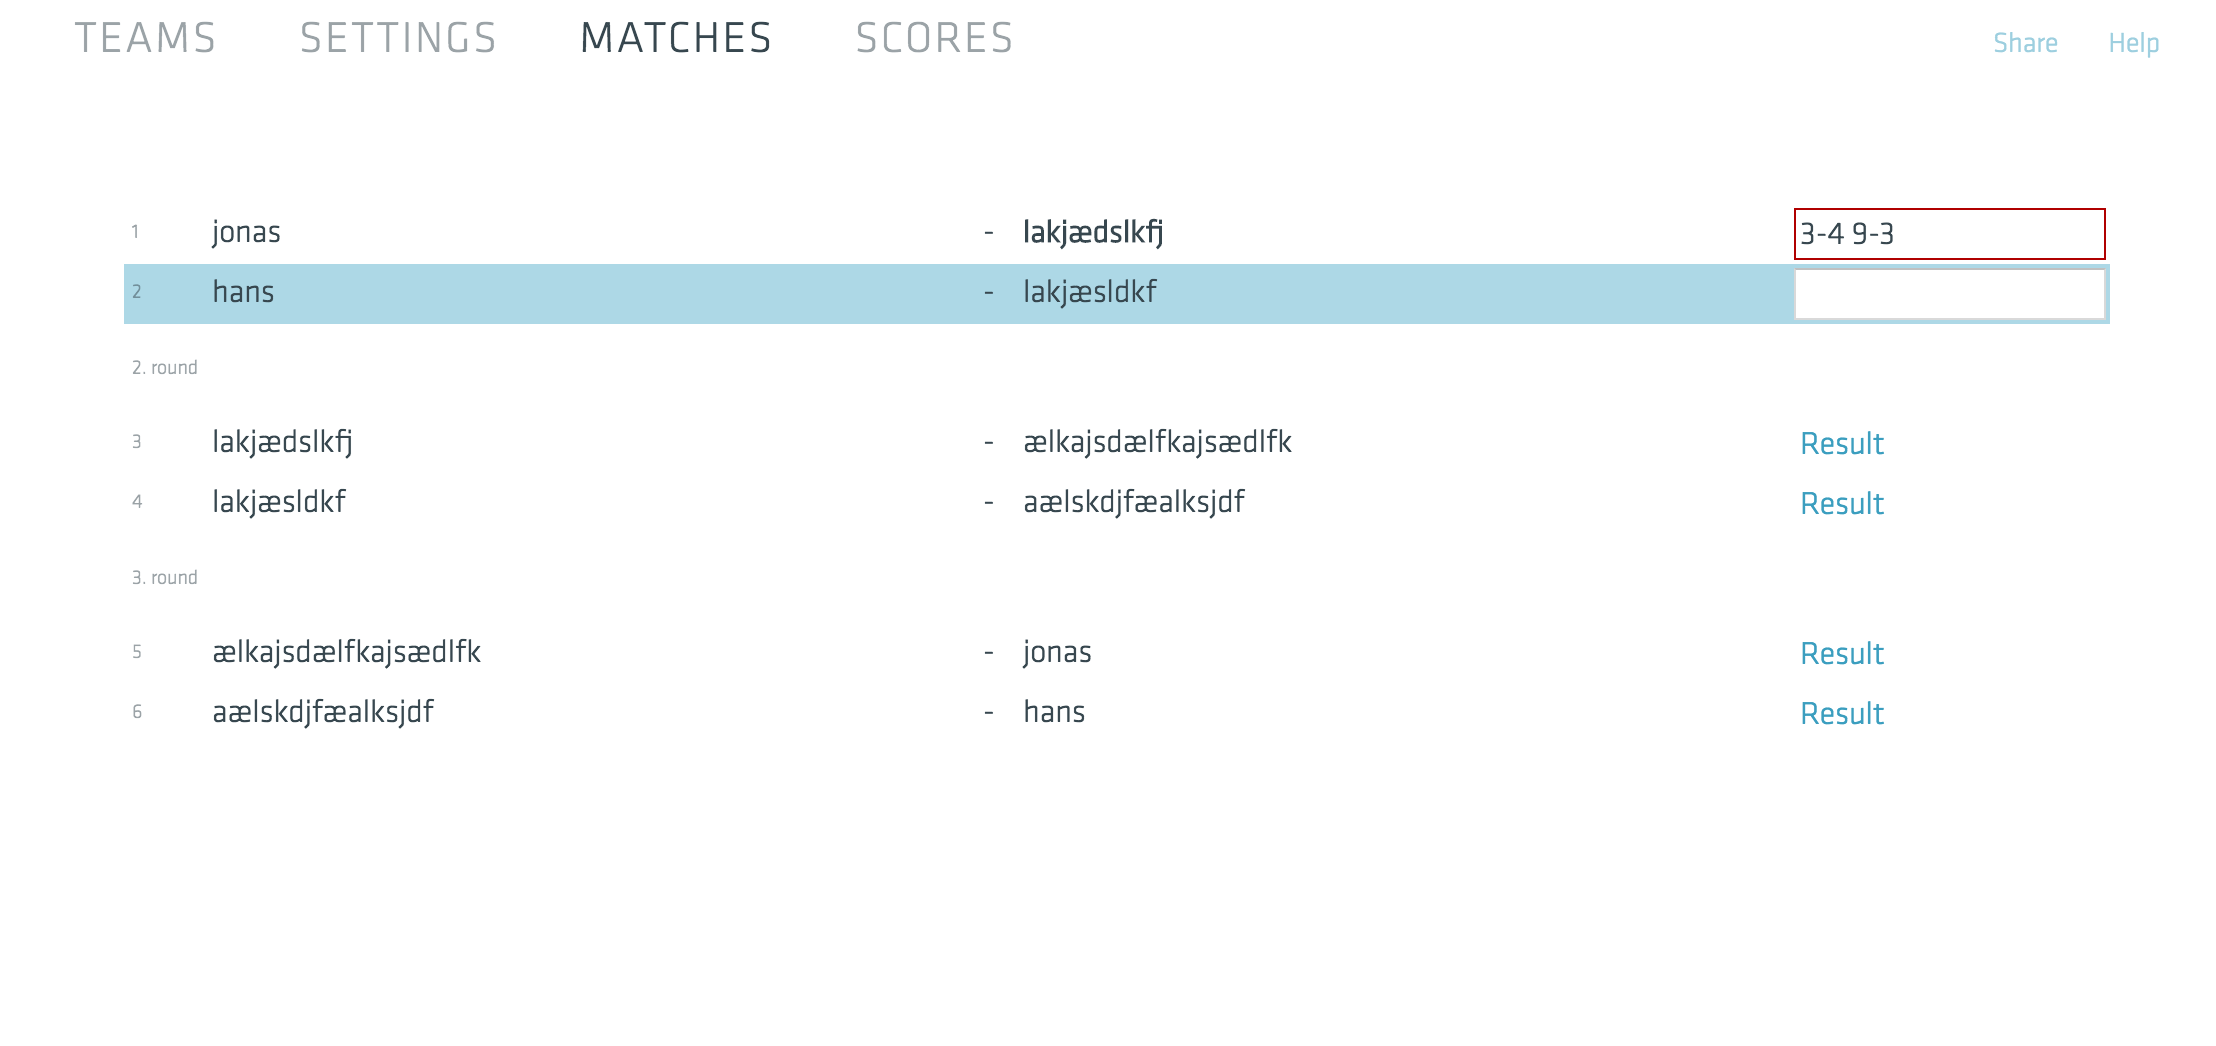 TEAMS SETTINGS MATCHES SCORES Share Help
1 jonas - lakjædslkfj 3-4 9-3
2 hans - lakjæsldkf
2. round
3 lakjædslkfj - ælkajsdælfkajsædlfk Result
4 lakjæsldkf - aælskdjfæalksjdf Result
3. round
5 ælkajsdælfkajsædlfk - jonas Result
6 aælskdjfæalksjdf - hans Result